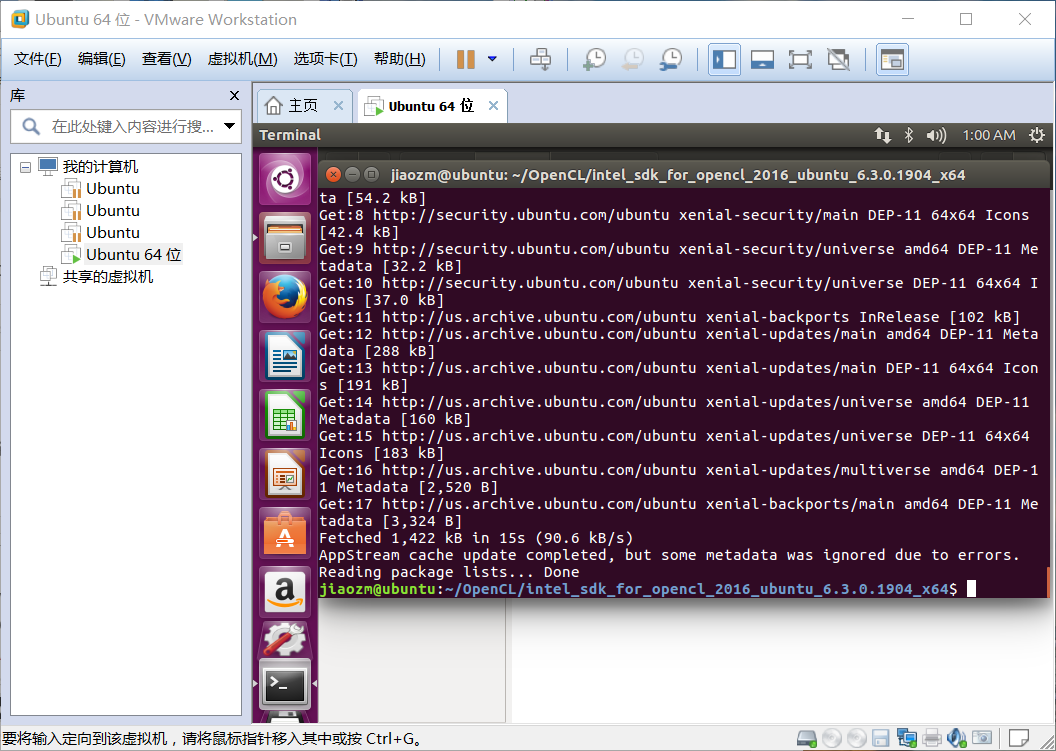 Ubuntu 64 位 - VMware Workstation
文件(F) 编辑(E) 查看(V) 虚拟机(M) 选项卡(T) 帮助(H)
库
在此处键入内容进行搜...
我的计算机
Ubuntu
Ubuntu
Ubuntu
Ubuntu 64 位
共享的虚拟机
主页 Ubuntu 64 位
Terminal 1:00 AM
jiaozm@ubuntu: ~/OpenCL/intel_sdk_for_opencl_2016_ubuntu_6.3.0.1904_x64
ta [54.2 kB]
Get:8 http://security.ubuntu.com/ubuntu xenial-security/main DEP-11 64x64 Icons
[42.4 kB]
Get:9 http://security.ubuntu.com/ubuntu xenial-security/universe amd64 DEP-11 Me
tadata [32.2 kB]
Get:10 http://security.ubuntu.com/ubuntu xenial-security/universe DEP-11 64x64 I
cons [37.0 kB]
Get:11 http://us.archive.ubuntu.com/ubuntu xenial-backports InRelease [102 kB]
Get:12 http://us.archive.ubuntu.com/ubuntu xenial-updates/main amd64 DEP-11 Meta
data [288 kB]
Get:13 http://us.archive.ubuntu.com/ubuntu xenial-updates/main DEP-11 64x64 Icon
s [191 kB]
Get:14 http://us.archive.ubuntu.com/ubuntu xenial-updates/universe amd64 DEP-11
Metadata [160 kB]
Get:15 http://us.archive.ubuntu.com/ubuntu xenial-updates/universe DEP-11 64x64
Icons [183 kB]
Get:16 http://us.archive.ubuntu.com/ubuntu xenial-updates/multiverse amd64 DEP-1
1 Metadata [2,520 B]
Get:17 http://us.archive.ubuntu.com/ubuntu xenial-backports/main amd64 DEP-11 Me
tadata [3,324 B]
Fetched 1,422 kB in 15s (90.6 kB/s)
AppStream cache update completed, but some metadata was ignored due to errors.
Reading package lists... Done
jiaozm@ubuntu:~/OpenCL/intel_sdk_for_opencl_2016_ubuntu_6.3.0.1904_x64$
要将输入定向到该虚拟机，请将鼠标指针移入其中或按 Ctrl+G。